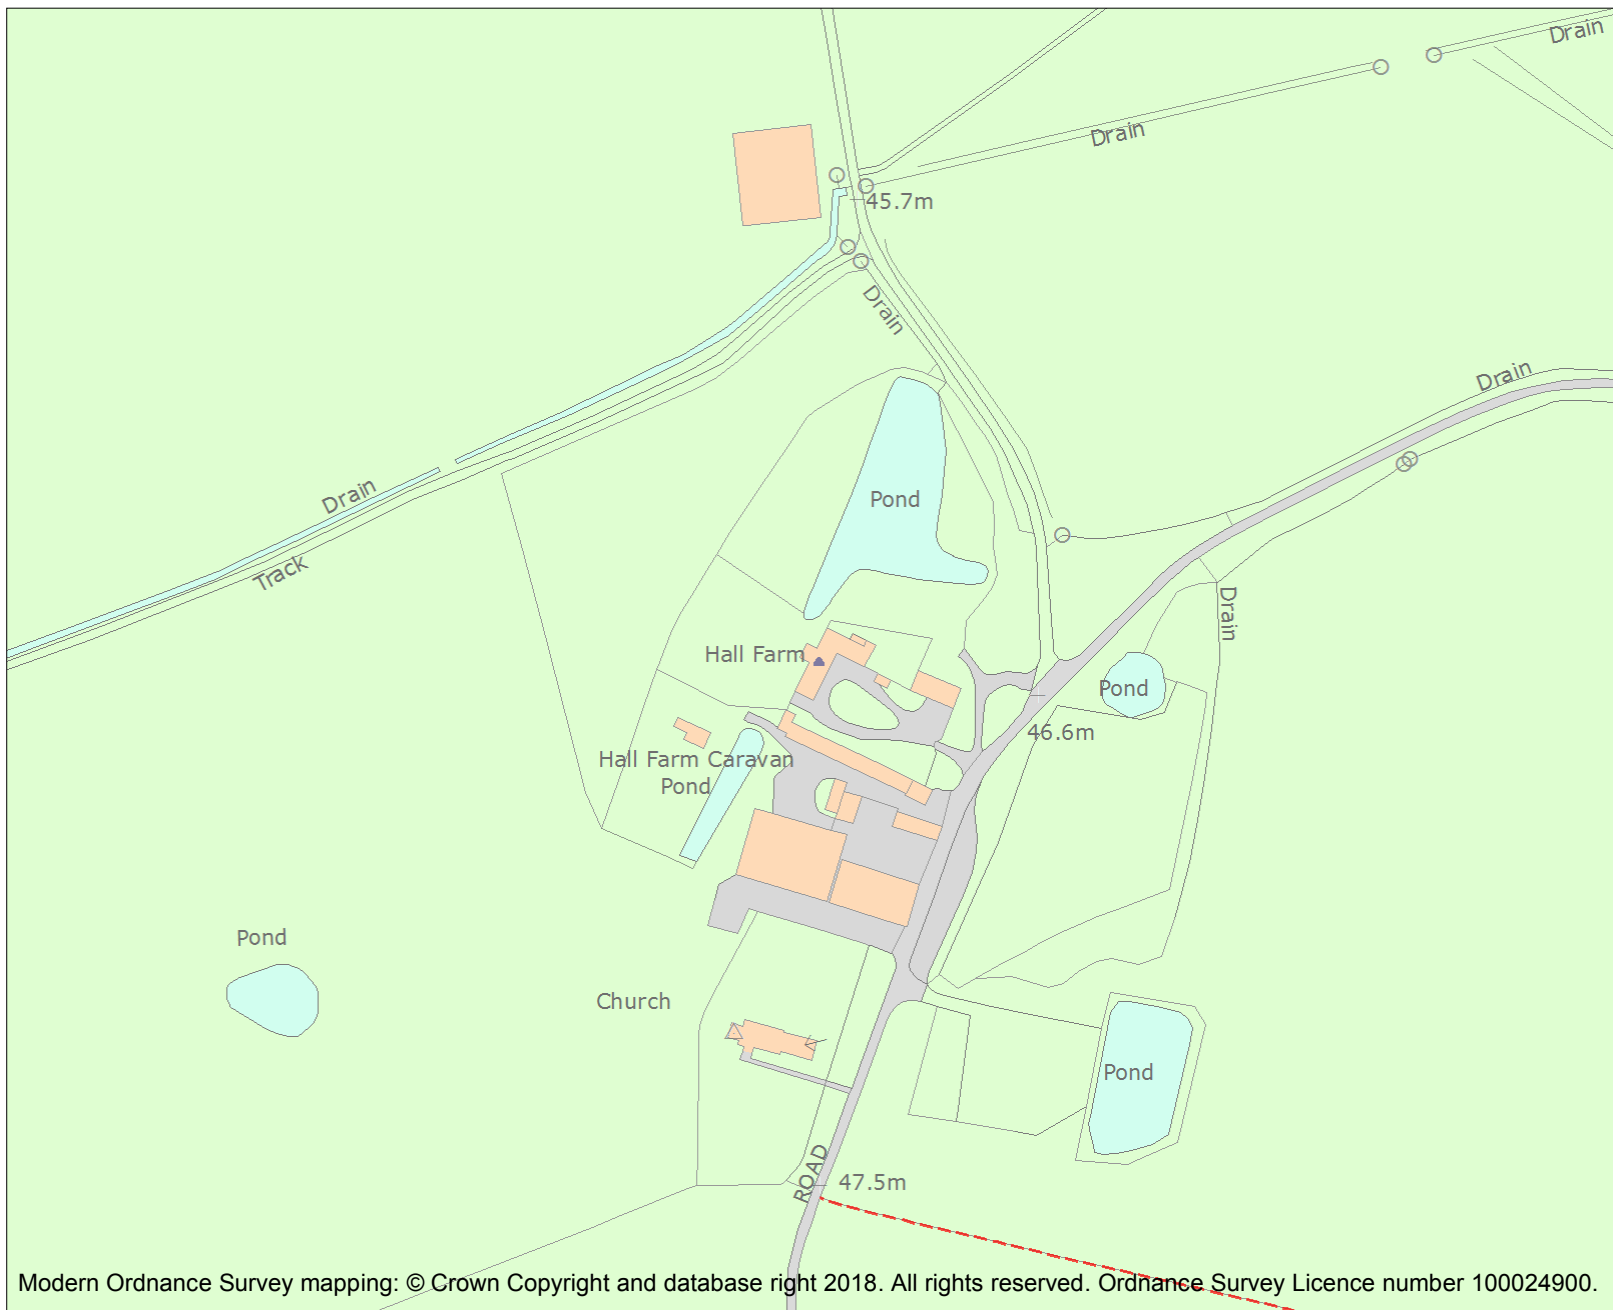 Drain
Drain
45.7m
Drain
Drain
Drain
Pond
Track
Drain
Hall Farm
Pond
46.6m
Hall Farm Caravan
Pond
Pond
Church
Pond
ROAD
47.5m
Modern Ordnance Survey mapping: © Crown Copyright and database right 2018. All rights reserved. Ordnance Survey Licence number 100024900.